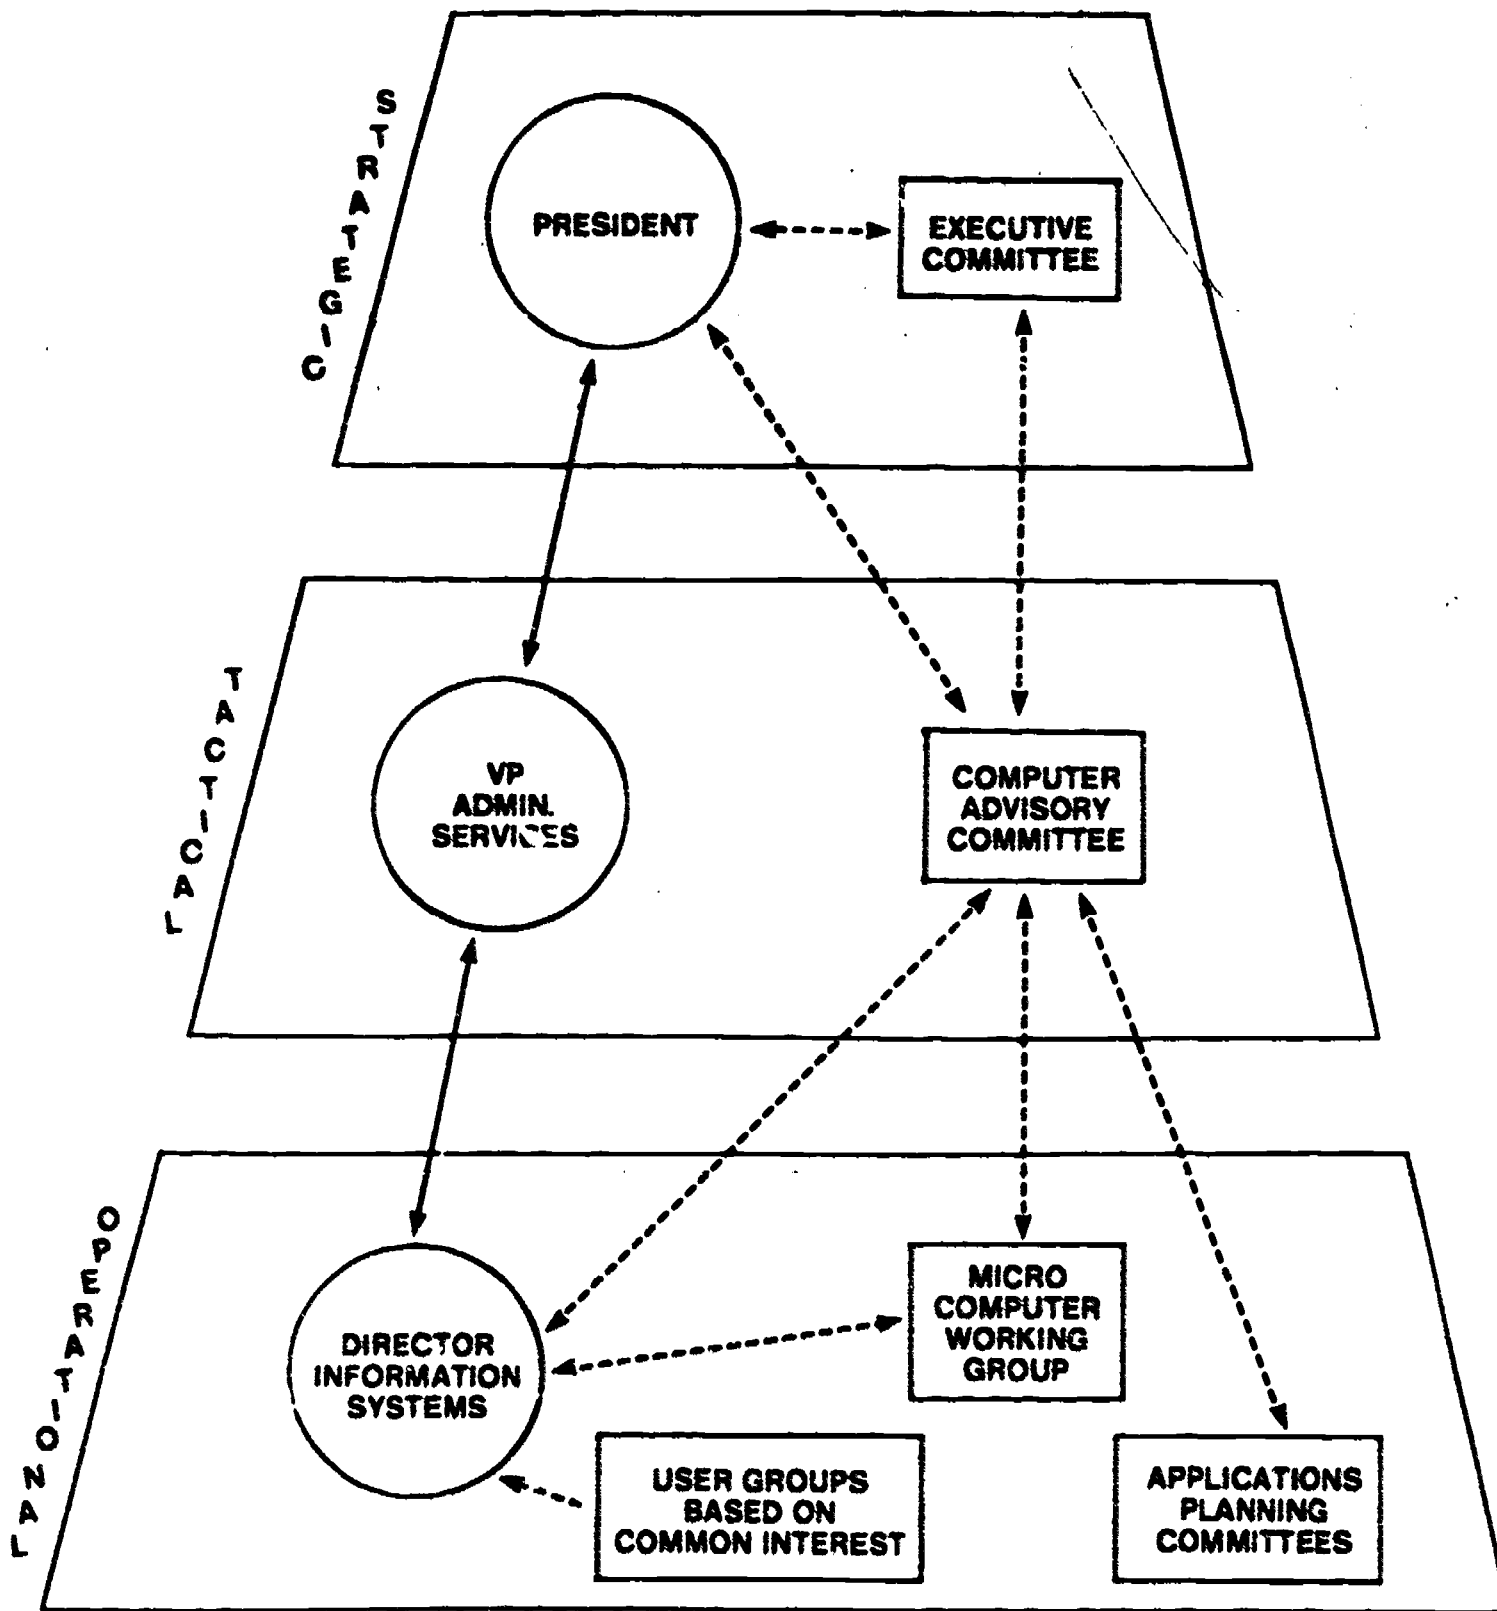 STRATEGIC
PRESIDENT
EXECUTIVE
COMMITTEE
TACTICAL
VP
ADMIN.
SERVICES
COMPUTER
ADVISORY
COMMITTEE
OPERATIONAL
DIRECTOR
INFORMATION
SYSTEMS
MICRO
COMPUTER
WORKING
GROUP
USER GROUPS
BASED ON
COMMON INTEREST
APPLICATIONS
PLANNING
COMMITTEES